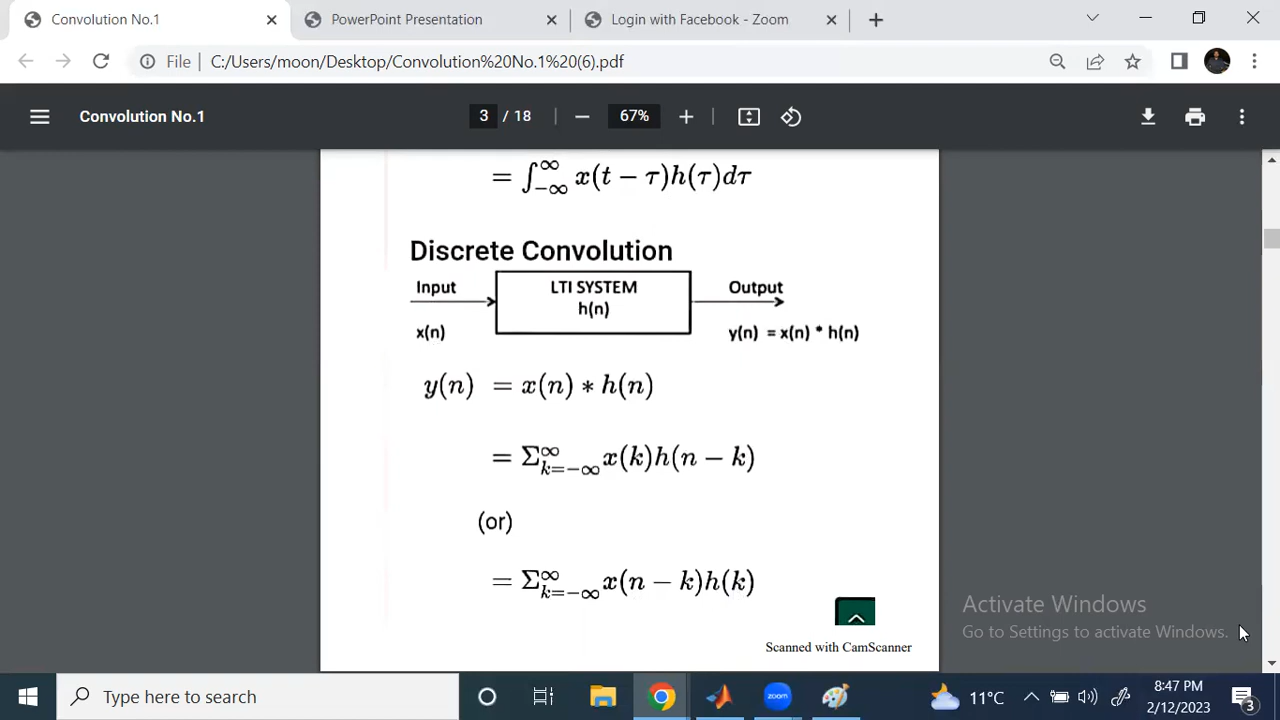 Convolution No.1
PowerPoint Presentation
Login with Facebook - Zoom
File
C:/Users/moon/Desktop/Convolution%20No.1%20(6).pdf
Convolution No.1
3 / 18
67%
= ∫_{-∞}^{∞} x(t − τ)h(τ)dτ
Discrete Convolution
Input
LTI SYSTEM
Output
h(n)
x(n)
y(n) = x(n) * h(n)
y(n) = x(n) ∗ h(n)
= Σ_{k=−∞}^{∞} x(k)h(n − k)
(or)
= Σ_{k=−∞}^{∞} x(n − k)h(k)
Scanned with CamScanner
Activate Windows
Go to Settings to activate Windows.
Type here to search
zoom
11°C
8:47 PM
2/12/2023
3